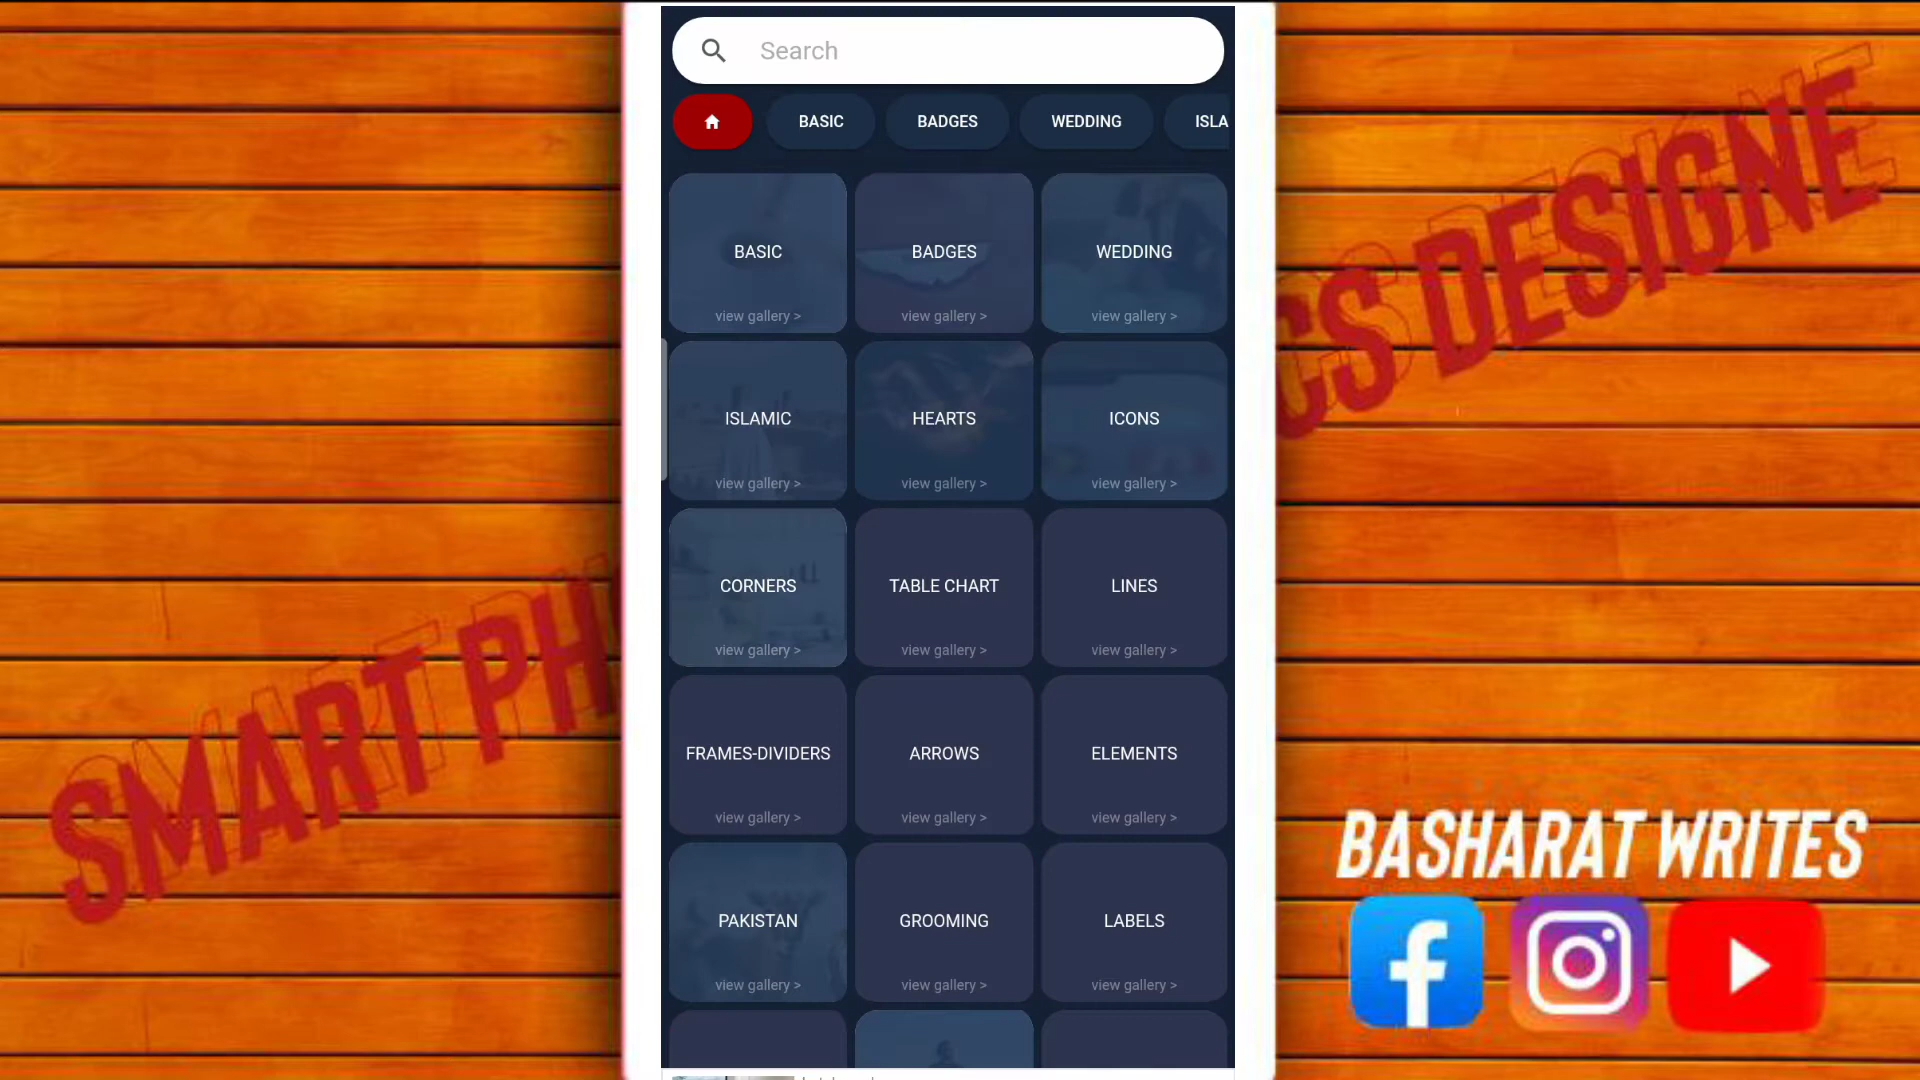 Search
BASIC BADGES WEDDING ISLA
BASIC BADGES WEDDING
view gallery > view gallery > view gallery >
ISLAMIC HEARTS ICONS
view gallery > view gallery > view gallery >
CORNERS TABLE CHART LINES
view gallery > view gallery > view gallery >
FRAMES-DIVIDERS ARROWS ELEMENTS
view gallery > view gallery > view gallery >
PAKISTAN GROOMING LABELS
view gallery > view gallery > view gallery >
SMART PH
CS DESIGNE
BASHARAT WRITES